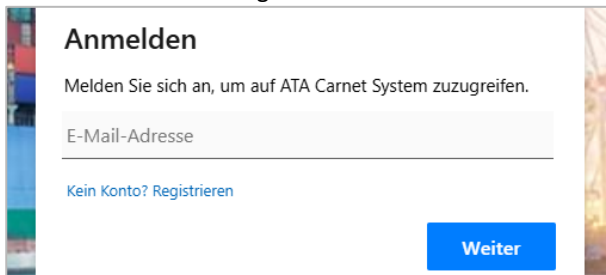 Anmelden
Melden Sie sich an, um auf ATA Carnet System zuzugreifen.
E-Mail-Adresse
Kein Konto? Registrieren
Weiter